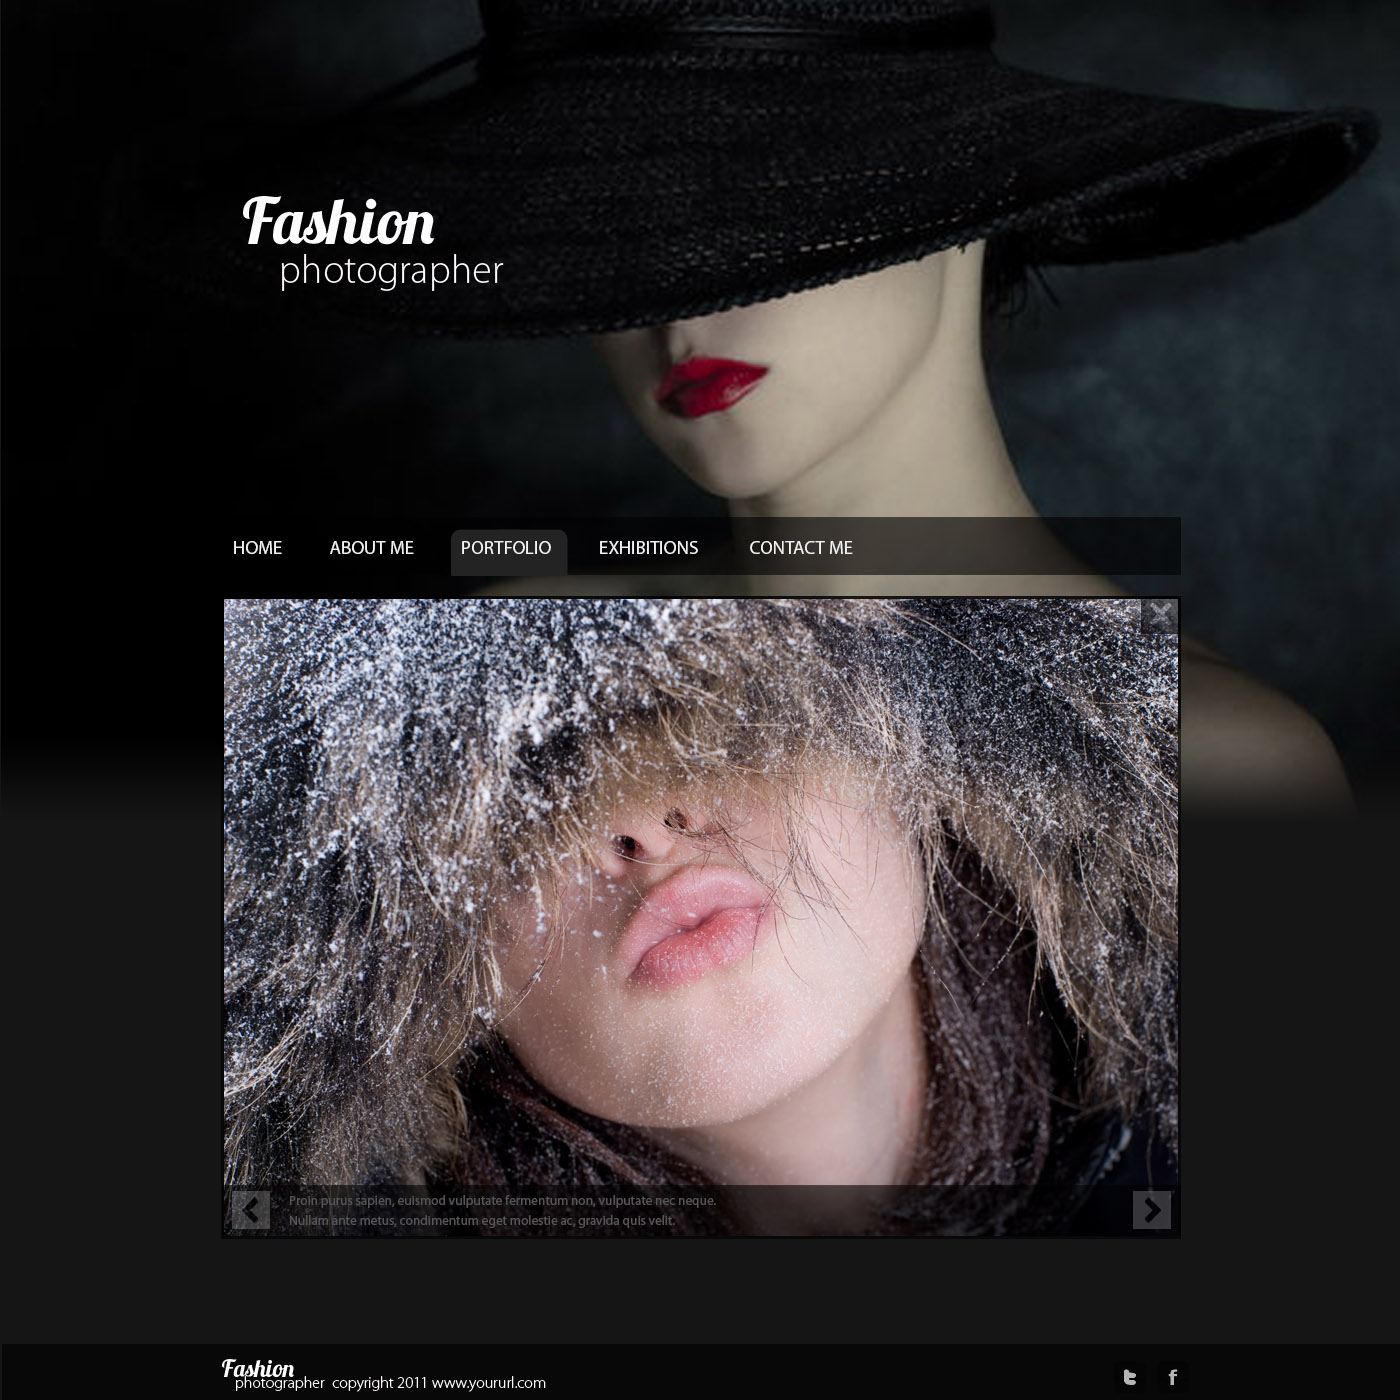 Fashion
photographer
HOME ABOUT ME PORTFOLIO EXHIBITIONS CONTACT ME
Proin purus sapien, euismod vulputate fermentum non, vulputate nec neque.
Nullam ante metus, condimentum eget molestie ac, gravida quis velit.
Fashion
photographer copyright 2011 www.yoururl.com